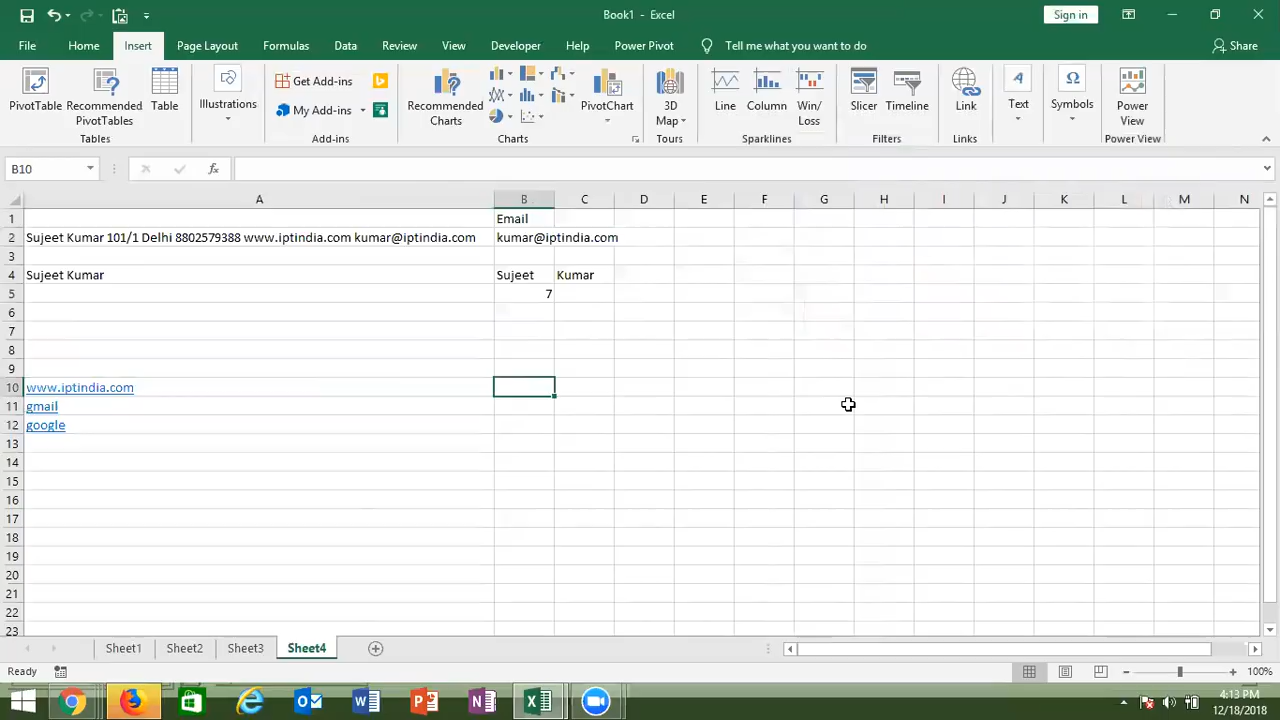 Book1 - Excel
Sign in
File Home Insert Page Layout Formulas Data Review View Developer Help Power Pivot Tell me what you want to do Share
PivotTable
Recommended PivotTables
Table
Tables
Illustrations
Get Add-ins
My Add-ins
Add-ins
Recommended Charts
PivotChart
Charts
3D Map
Tours
Line
Column
Win/Loss
Sparklines
Slicer
Timeline
Filters
Link
Links
Text
Symbols
Power View
Power View
B10
fx
A B C D E F G H I J K L M N
1 Email
2 Sujeet Kumar 101/1 Delhi 8802579388 www.iptindia.com kumar@iptindia.com kumar@iptindia.com
3
4 Sujeet Kumar Sujeet Kumar
5 7
6
7
8
9
10 www.iptindia.com
11 gmail
12 google
13
14
15
16
17
18
19
20
21
22
23
Sheet1 Sheet2 Sheet3 Sheet4
Ready
100%
4:13 PM
12/18/2018